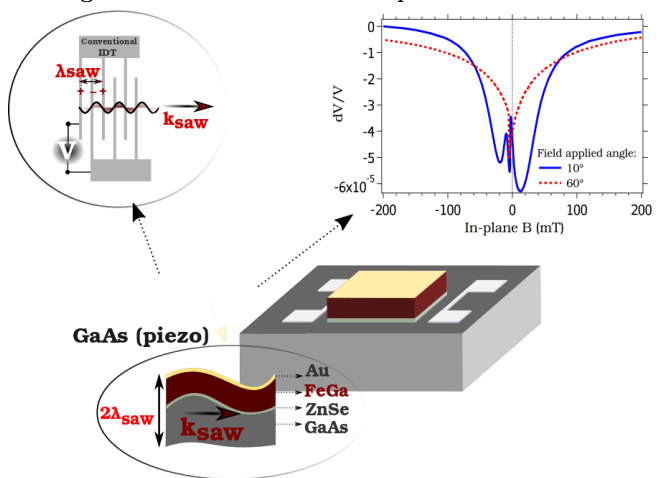 Conventional
IDT
λsaw
+ - +
ksaw
V
0
-1
-2
-3
-4
-5
-6x10⁻⁵
dV/V
Field applied angle:
10°
60°
-200 -100 0 100 200
In-plane B (mT)
GaAs (piezo)
Au
FeGa
ZnSe
GaAs
2λsaw
ksaw